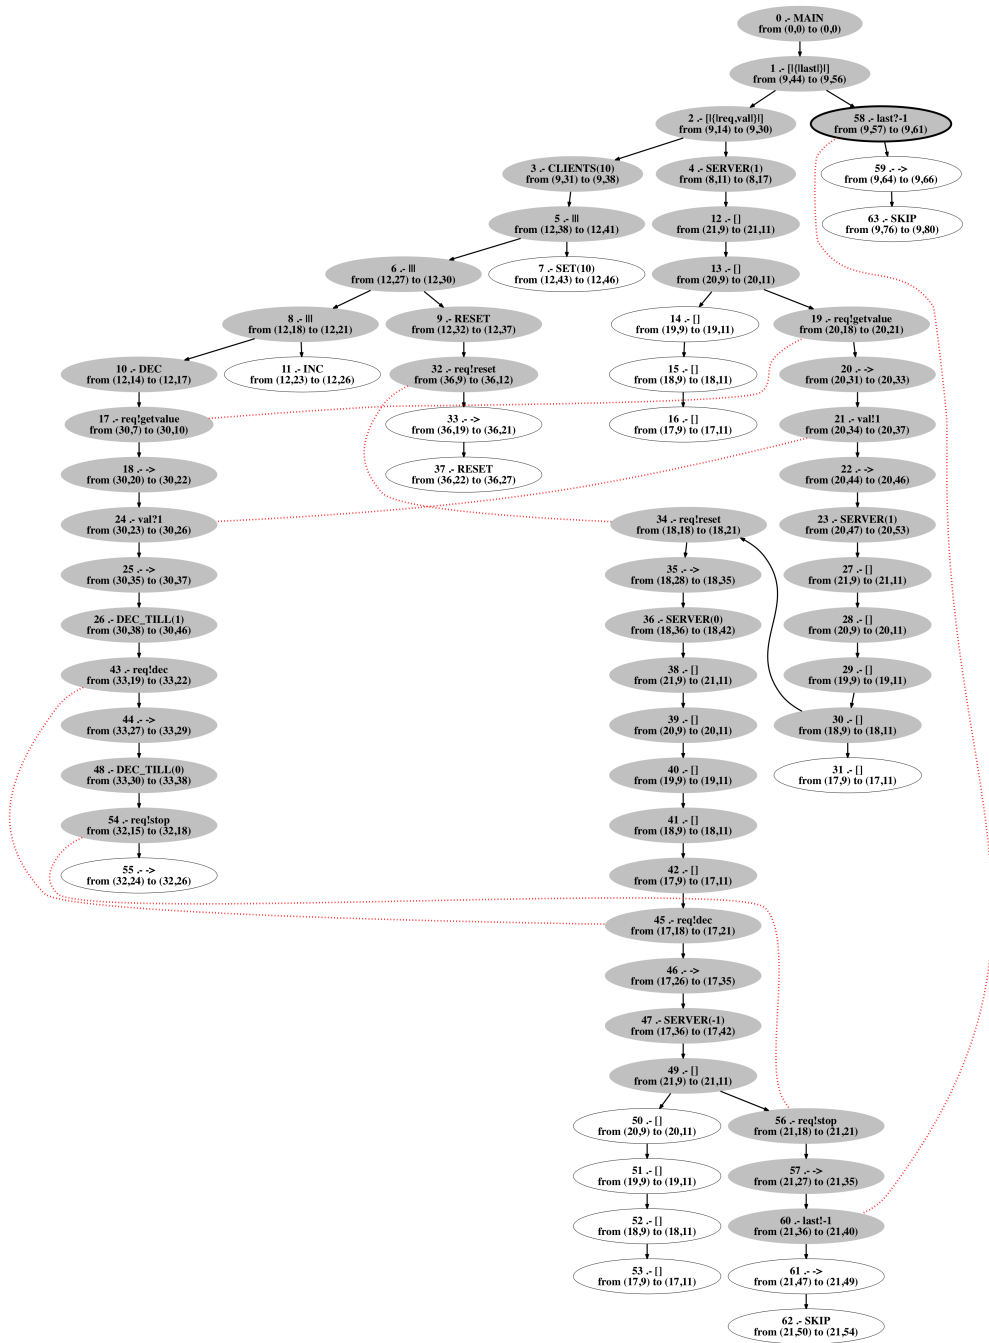 0 .- MAIN
from (0,0) to (0,0)
1 .- [|{|last|}|]
from (9,44) to (9,56)
2 .- [|{|req,val|}|]
from (9,14) to (9,30)
58 .- last?-1
from (9,57) to (9,61)
3 .- CLIENTS(10)
from (9,31) to (9,38)
4 .- SERVER(1)
from (8,11) to (8,17)
59 .- ->
from (9,64) to (9,66)
5 .- |||
from (12,38) to (12,41)
12 .- []
from (21,9) to (21,11)
63 .- SKIP
from (9,76) to (9,80)
6 .- |||
from (12,27) to (12,30)
7 .- SET(10)
from (12,43) to (12,46)
13 .- []
from (20,9) to (20,11)
8 .- |||
from (12,18) to (12,21)
9 .- RESET
from (12,32) to (12,37)
14 .- []
from (19,9) to (19,11)
19 .- req!getvalue
from (20,18) to (20,21)
10 .- DEC
from (12,14) to (12,17)
11 .- INC
from (12,23) to (12,26)
32 .- req!reset
from (36,9) to (36,12)
15 .- []
from (18,9) to (18,11)
20 .- ->
from (20,31) to (20,33)
17 .- req!getvalue
from (30,7) to (30,10)
33 .- ->
from (36,19) to (36,21)
16 .- []
from (17,9) to (17,11)
21 .- val!1
from (20,34) to (20,37)
18 .- ->
from (30,20) to (30,22)
37 .- RESET
from (36,22) to (36,27)
22 .- ->
from (20,44) to (20,46)
24 .- val?1
from (30,23) to (30,26)
34 .- req!reset
from (18,18) to (18,21)
23 .- SERVER(1)
from (20,47) to (20,53)
25 .- ->
from (30,35) to (30,37)
35 .- ->
from (18,28) to (18,35)
27 .- []
from (21,9) to (21,11)
26 .- DEC_TILL(1)
from (30,38) to (30,46)
36 .- SERVER(0)
from (18,36) to (18,42)
28 .- []
from (20,9) to (20,11)
43 .- req!dec
from (33,19) to (33,22)
38 .- []
from (21,9) to (21,11)
29 .- []
from (19,9) to (19,11)
44 .- ->
from (33,27) to (33,29)
39 .- []
from (20,9) to (20,11)
30 .- []
from (18,9) to (18,11)
48 .- DEC_TILL(0)
from (33,30) to (33,38)
40 .- []
from (19,9) to (19,11)
31 .- []
from (17,9) to (17,11)
54 .- req!stop
from (32,15) to (32,18)
41 .- []
from (18,9) to (18,11)
55 .- ->
from (32,24) to (32,26)
42 .- []
from (17,9) to (17,11)
45 .- req!dec
from (17,18) to (17,21)
46 .- ->
from (17,26) to (17,35)
47 .- SERVER(-1)
from (17,36) to (17,42)
49 .- []
from (21,9) to (21,11)
50 .- []
from (20,9) to (20,11)
56 .- req!stop
from (21,18) to (21,21)
51 .- []
from (19,9) to (19,11)
57 .- ->
from (21,27) to (21,35)
52 .- []
from (18,9) to (18,11)
60 .- last!-1
from (21,36) to (21,40)
53 .- []
from (17,9) to (17,11)
61 .- ->
from (21,47) to (21,49)
62 .- SKIP
from (21,50) to (21,54)